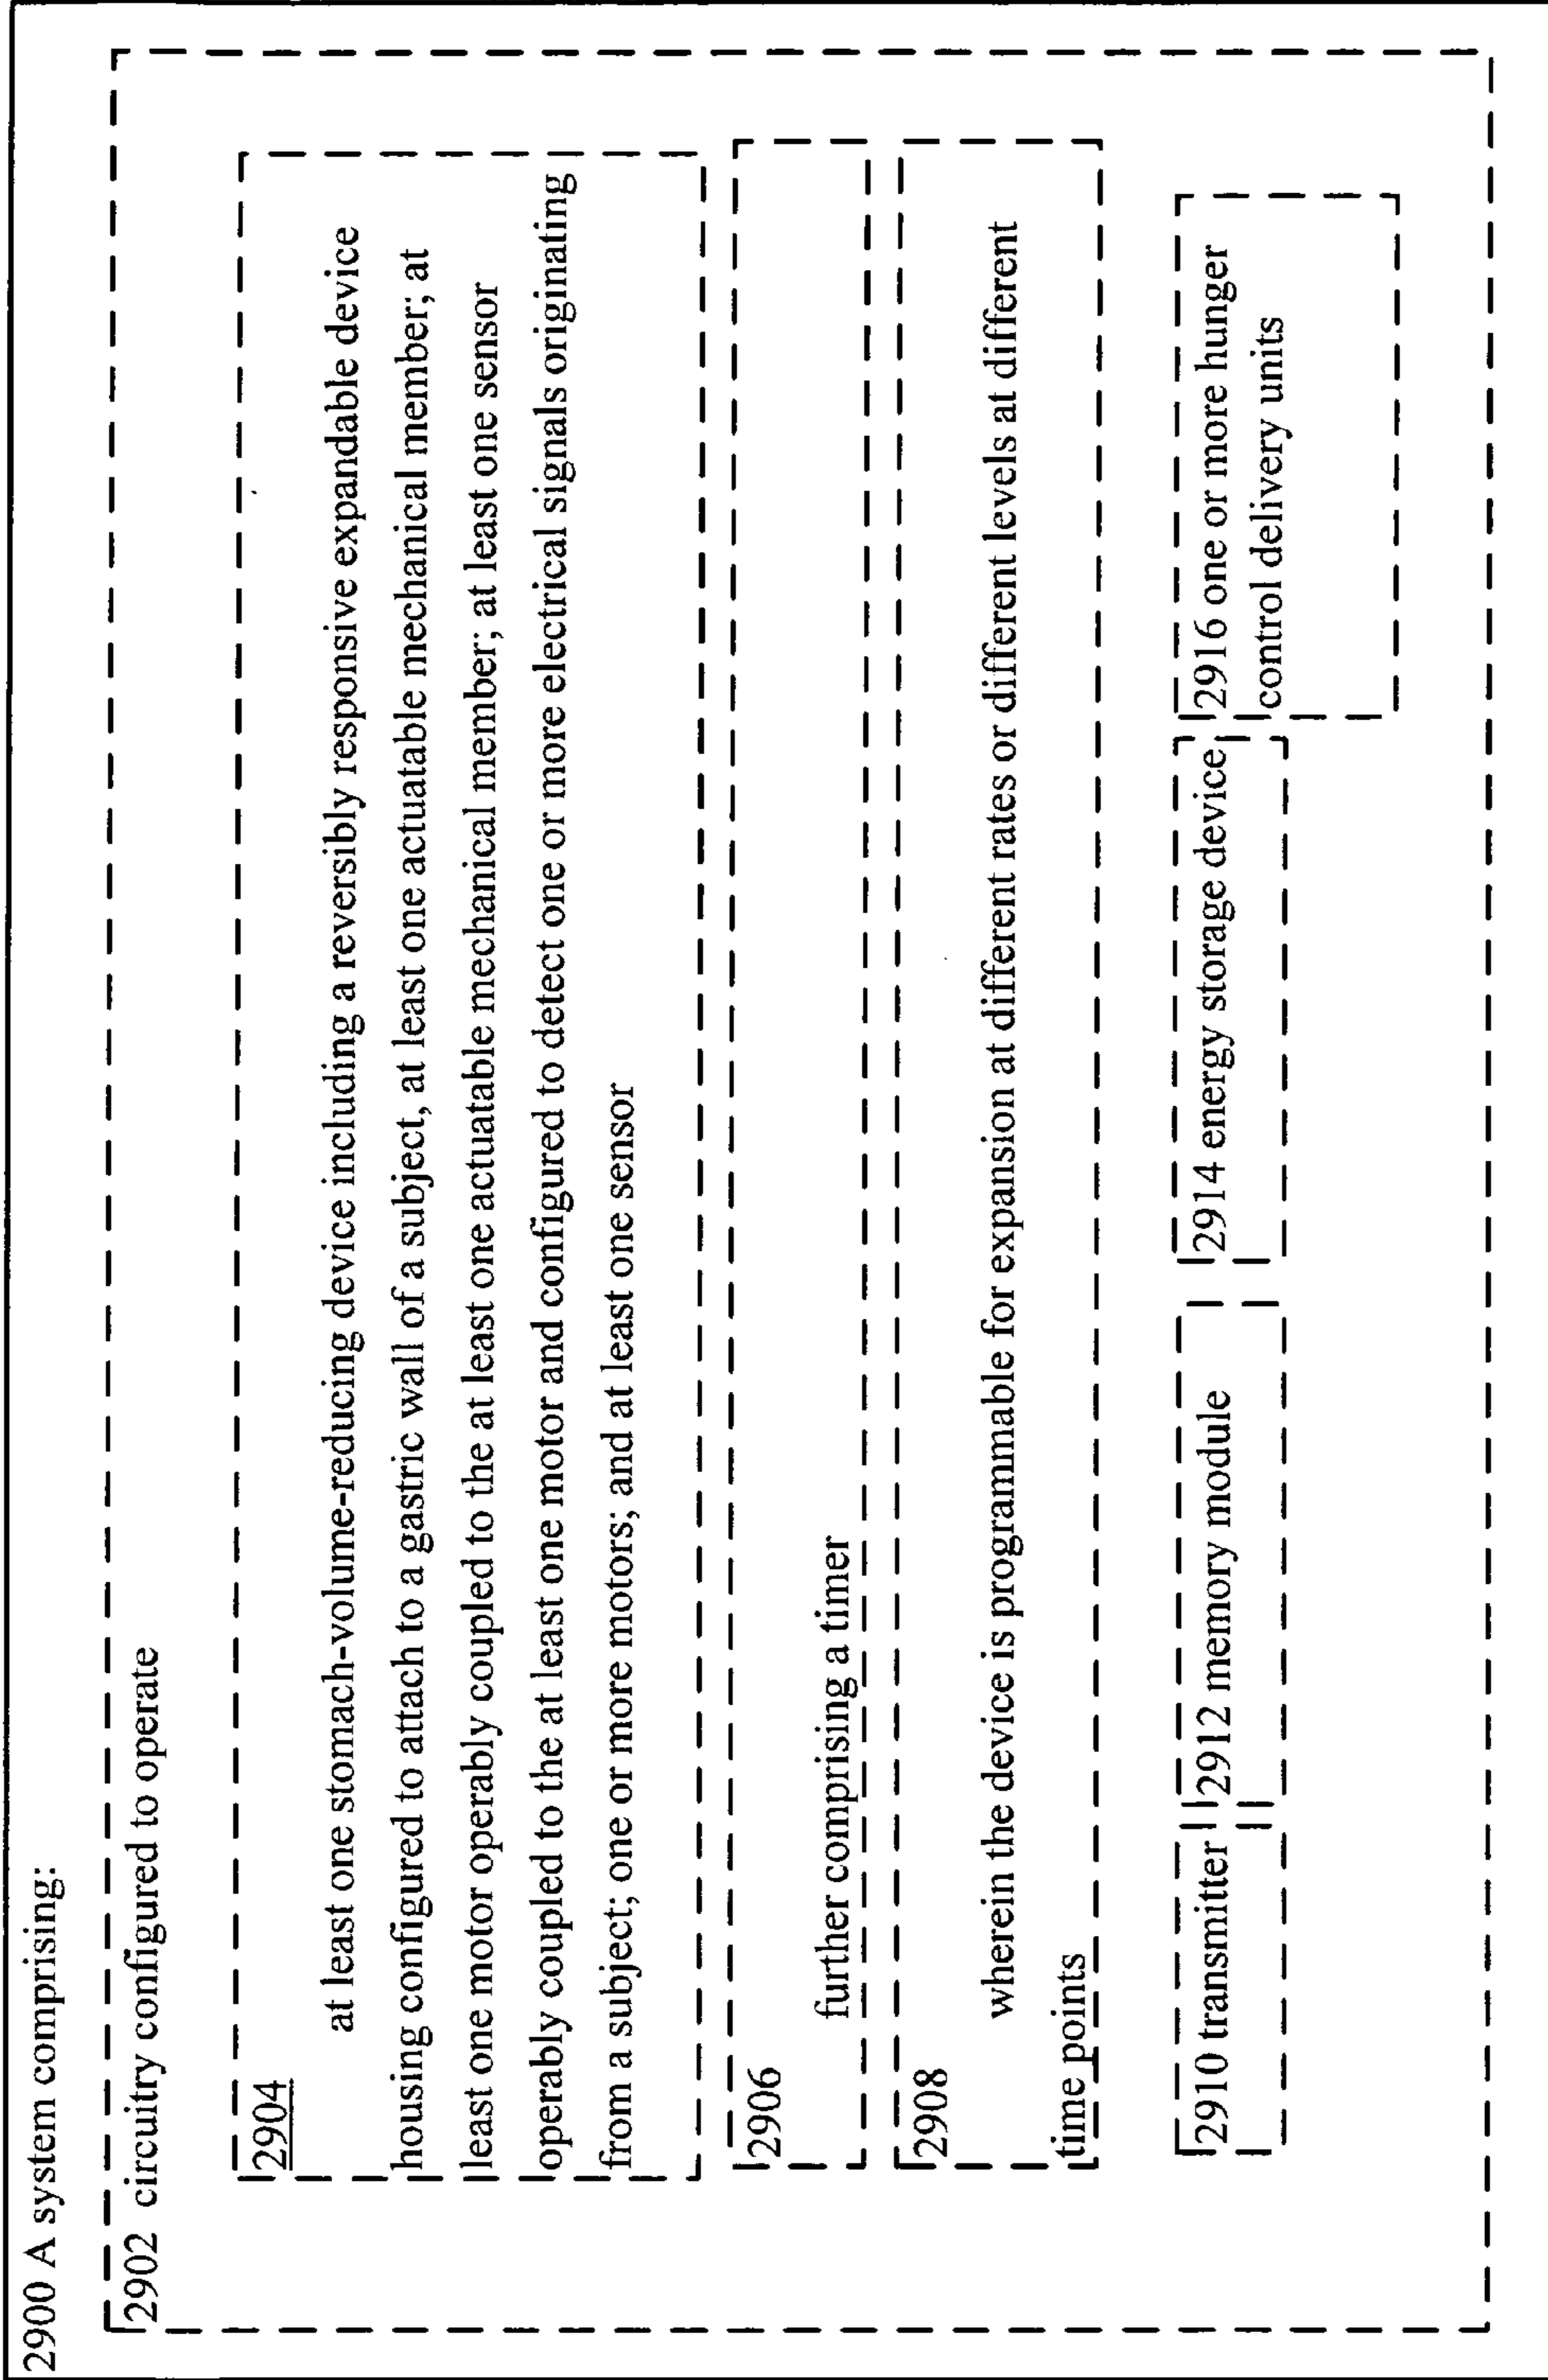 2900 A system comprising:
2902 circuitry configured to operate
2904
at least one stomach-volume-reducing device including a reversibly responsive expandable device
housing configured to attach to a gastric wall of a subject, at least one actuatable mechanical member; at
least one motor operably coupled to the at least one actuatable mechanical member; at least one sensor
operably coupled to the at least one motor and configured to detect one or more electrical signals originating
from a subject; one or more motors; and at least one sensor
2906
further comprising a timer
2908
wherein the device is programmable for expansion at different rates or different levels at different
time points
2910 transmitter
2912 memory module
2914 energy storage device
2916 one or more hunger
control delivery units